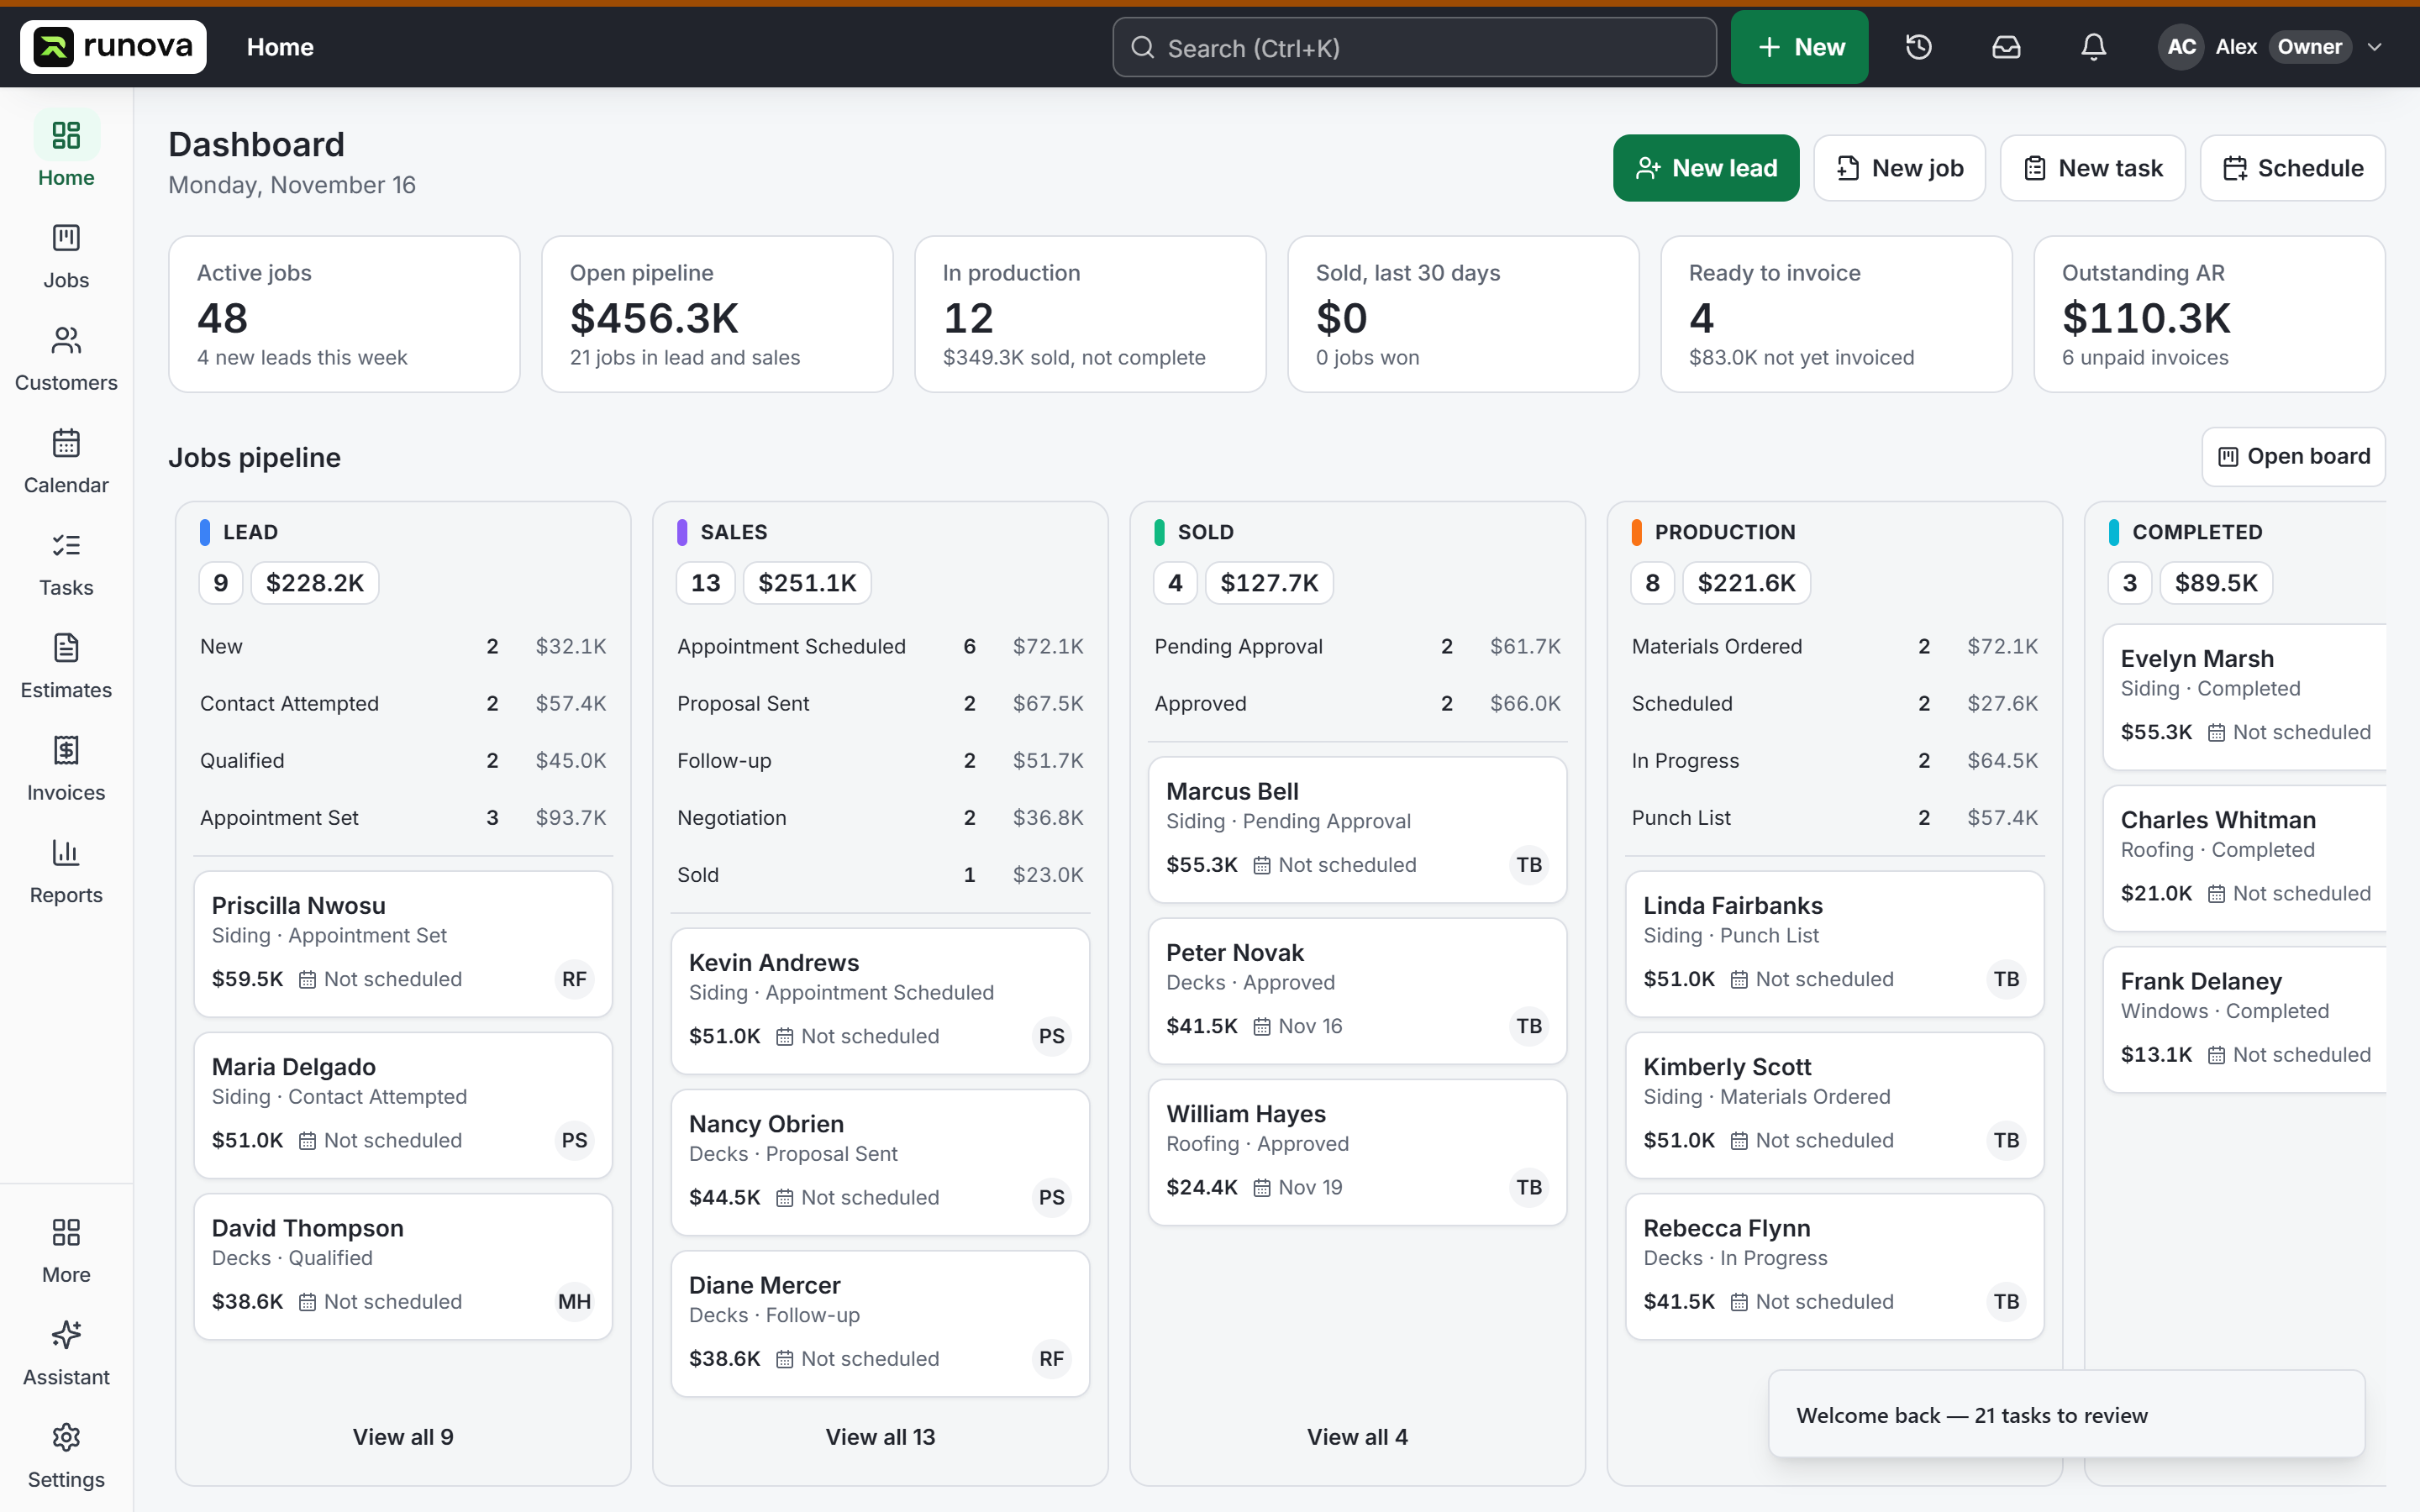 runova
Home
Search (Ctrl+K)
New
AC
Alex
Owner
Home
Jobs
Customers
Calendar
Tasks
Estimates
Invoices
Reports
More
Assistant
Settings
Dashboard
Monday, November 16
New lead
New job
New task
Schedule
Active jobs
48
4 new leads this week
Open pipeline
$456.3K
21 jobs in lead and sales
In production
12
$349.3K sold, not complete
Sold, last 30 days
$0
0 jobs won
Ready to invoice
4
$83.0K not yet invoiced
Outstanding AR
$110.3K
6 unpaid invoices
Jobs pipeline
Open board
LEAD
9 $228.2K
New 2 $32.1K
Contact Attempted 2 $57.4K
Qualified 2 $45.0K
Appointment Set 3 $93.7K
Priscilla Nwosu
Siding · Appointment Set
$59.5K Not scheduled RF
Maria Delgado
Siding · Contact Attempted
$51.0K Not scheduled PS
David Thompson
Decks · Qualified
$38.6K Not scheduled MH
View all 9
SALES
13 $251.1K
Appointment Scheduled 6 $72.1K
Proposal Sent 2 $67.5K
Follow-up 2 $51.7K
Negotiation 2 $36.8K
Sold 1 $23.0K
Kevin Andrews
Siding · Appointment Scheduled
$51.0K Not scheduled PS
Nancy Obrien
Decks · Proposal Sent
$44.5K Not scheduled PS
Diane Mercer
Decks · Follow-up
$38.6K Not scheduled RF
View all 13
SOLD
4 $127.7K
Pending Approval 2 $61.7K
Approved 2 $66.0K
Marcus Bell
Siding · Pending Approval
$55.3K Not scheduled TB
Peter Novak
Decks · Approved
$41.5K Nov 16 TB
William Hayes
Roofing · Approved
$24.4K Nov 19 TB
View all 4
PRODUCTION
8 $221.6K
Materials Ordered 2 $72.1K
Scheduled 2 $27.6K
In Progress 2 $64.5K
Punch List 2 $57.4K
Linda Fairbanks
Siding · Punch List
$51.0K Not scheduled TB
Kimberly Scott
Siding · Materials Ordered
$51.0K Not scheduled TB
Rebecca Flynn
Decks · In Progress
$41.5K Not scheduled TB
COMPLETED
3 $89.5K
Evelyn Marsh
Siding · Completed
$55.3K Not scheduled
Charles Whitman
Roofing · Completed
$21.0K Not scheduled
Frank Delaney
Windows · Completed
$13.1K Not scheduled
Welcome back — 21 tasks to review